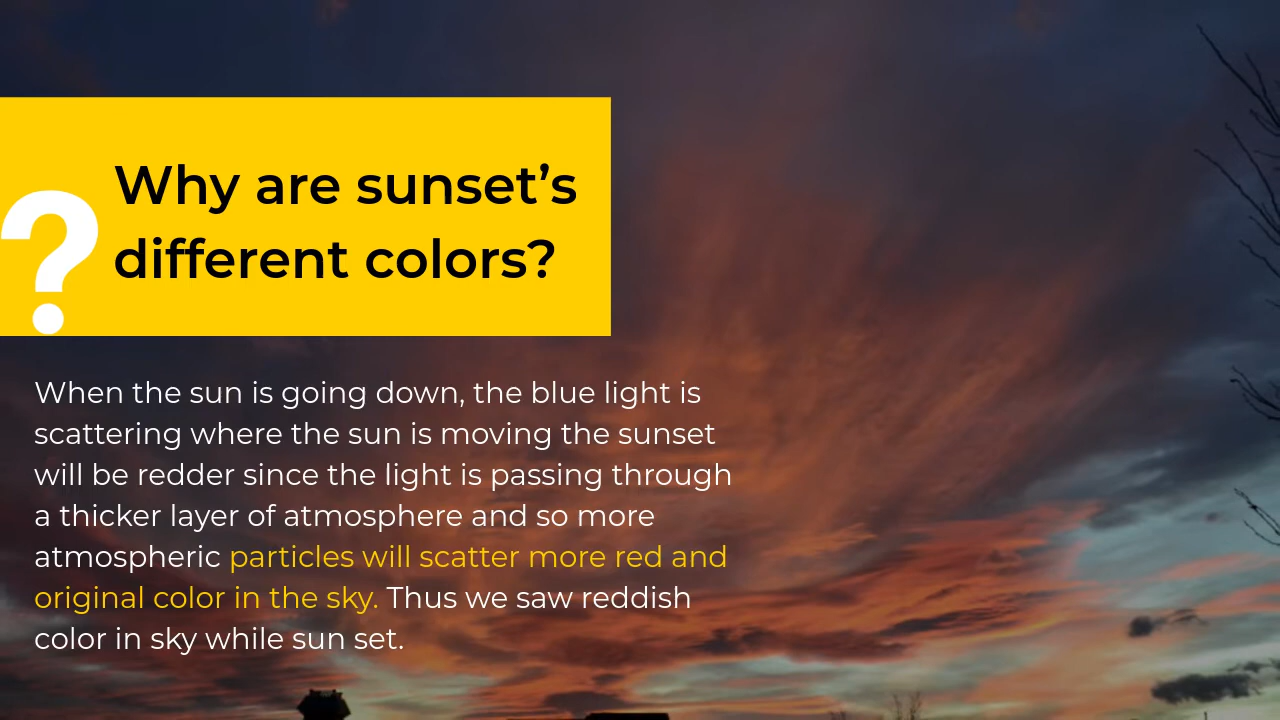 ?
Why are sunset’s
different colors?
When the sun is going down, the blue light is
scattering where the sun is moving the sunset
will be redder since the light is passing through
a thicker layer of atmosphere and so more
atmospheric particles will scatter more red and
original color in the sky. Thus we saw reddish
color in sky while sun set.